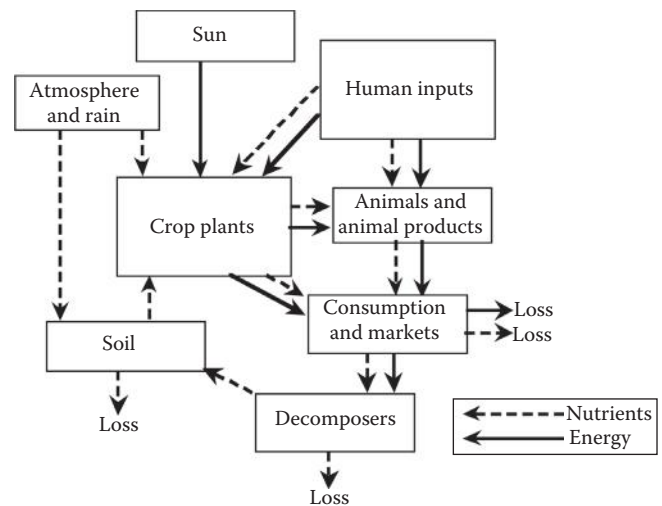 Sun
Atmosphere
and rain
Human inputs
Crop plants
Animals and
animal products
Consumption
and markets
Loss
Loss
Soil
Loss
Decomposers
Loss
Nutrients
Energy